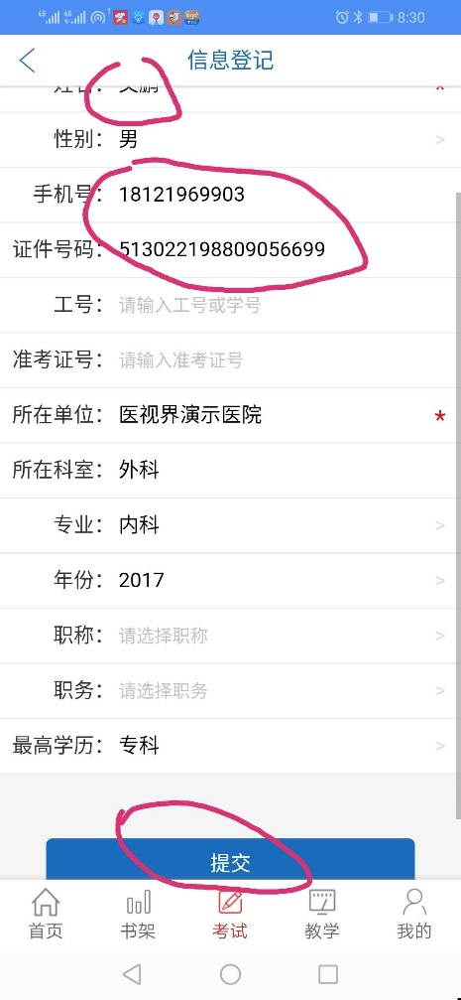 8:30
信息登记
性别： 男
手机号： 18121969903
证件号码： 513022198809056699
工号： 请输入工号或学号
准考证号： 请输入准考证号
所在单位： 医视界演示医院 *
所在科室： 外科
专业： 内科
年份： 2017
职称： 请选择职称
职务： 请选择职务
最高学历： 专科
提交
首页 书架 考试 教学 我的